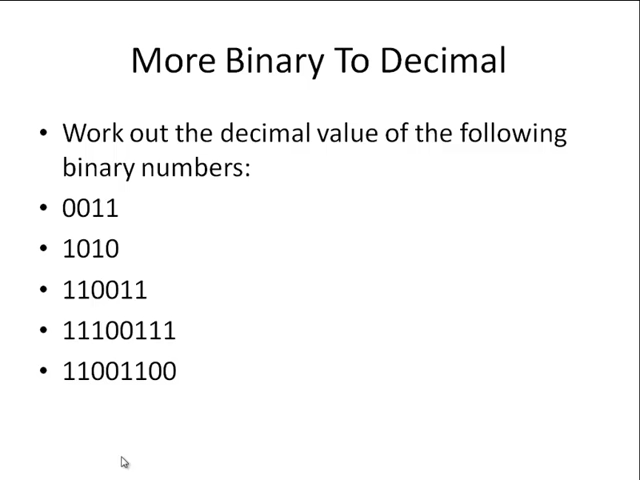 More Binary To Decimal
• Work out the decimal value of the following
binary numbers:
• 0011
• 1010
• 110011
• 11100111
• 11001100